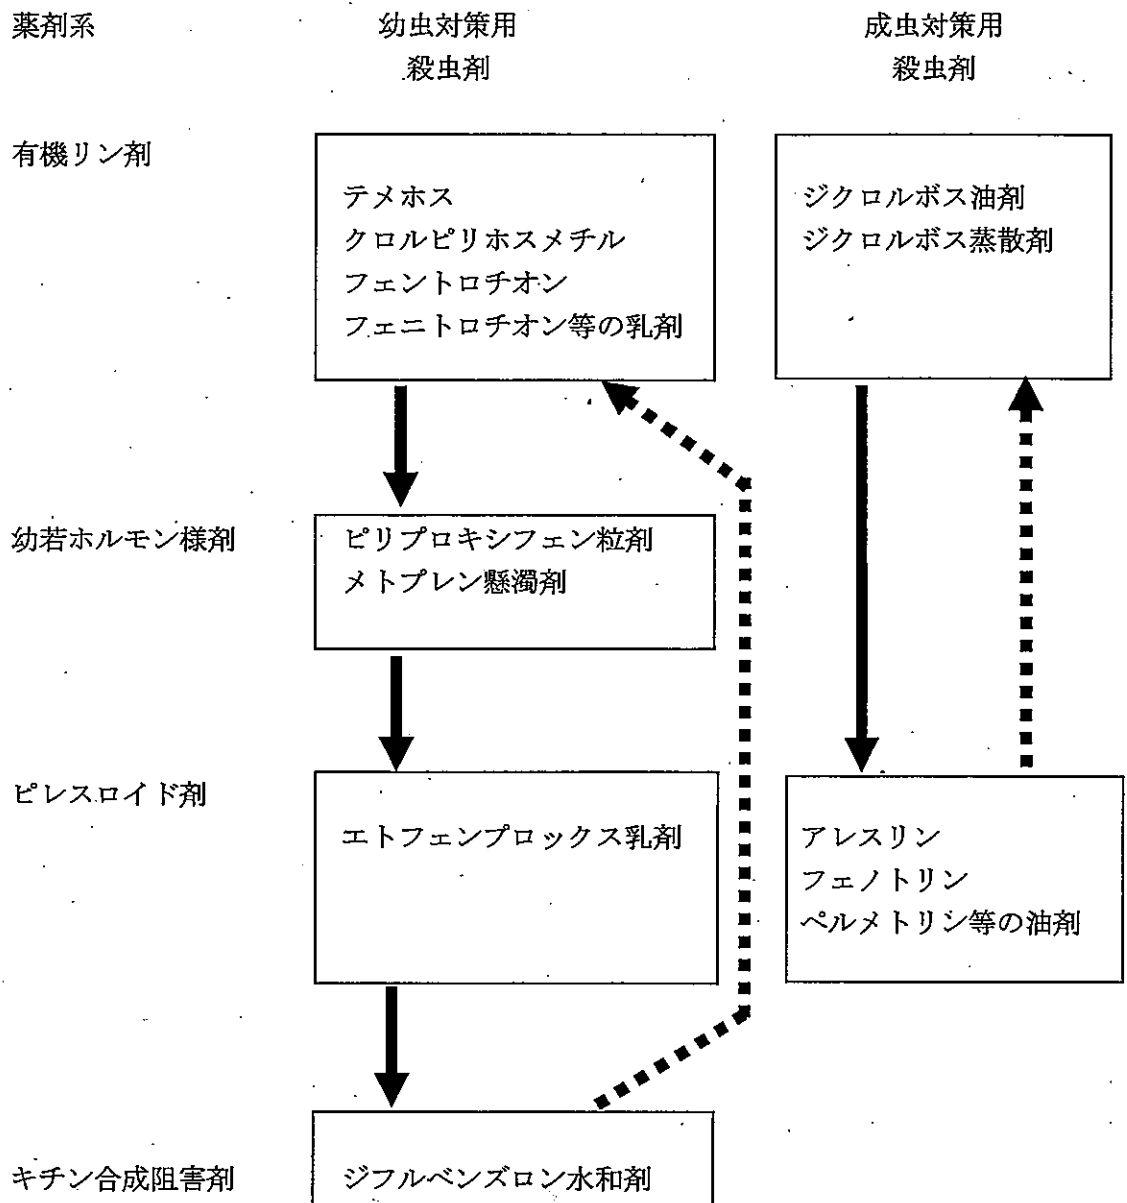 薬剤系
幼虫対策用
殺虫剤
成虫対策用
殺虫剤
有機リン剤
テメホス
クロルピリホスメチル
フェントロチオン
フェニトロチオン等の乳剤
ジクロルボス油剤
ジクロルボス蒸散剤
幼若ホルモン様剤
ピリプロキシフェン粒剤
メトプレン懸濁剤
ピレスロイド剤
エトフェンプロックス乳剤
アレスリン
フェノトリン
ペルメトリン等の油剤
キチン合成阻害剤
ジフルベンズロン水和剤